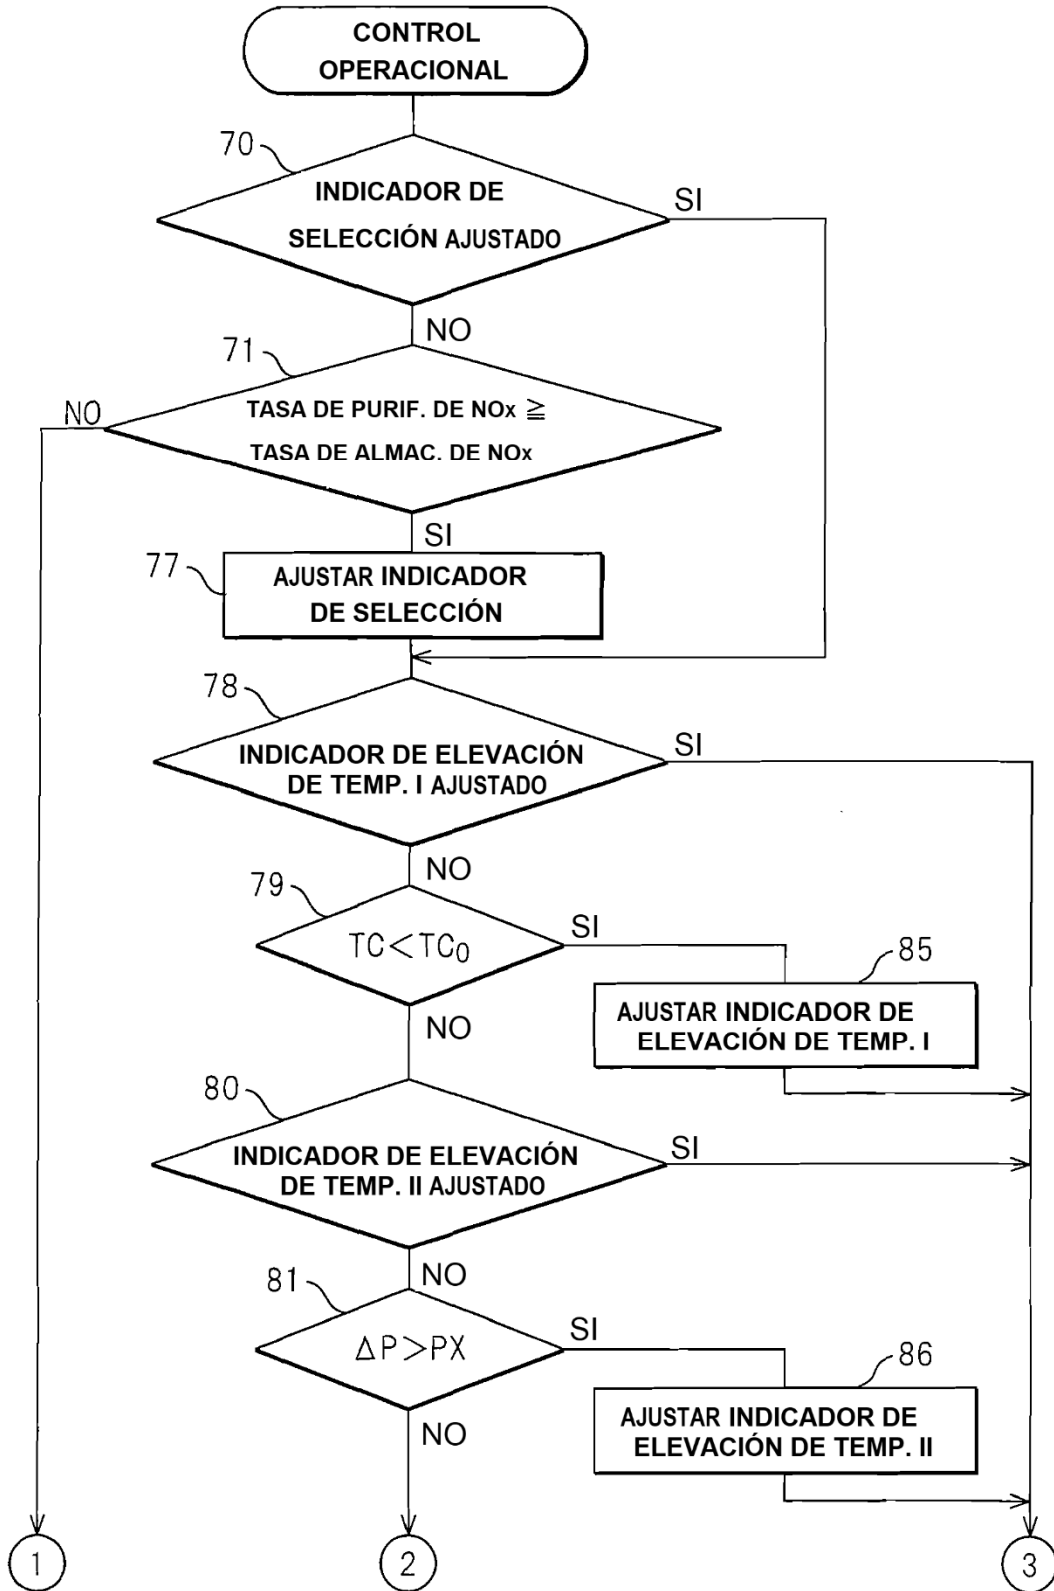 CONTROL
OPERACIONAL
70
INDICADOR DE
SELECCIÓN AJUSTADO
SI
NO
71
TASA DE PURIF. DE NOx ≧
TASA DE ALMAC. DE NOx
NO
SI
77
AJUSTAR INDICADOR
DE SELECCIÓN
78
INDICADOR DE ELEVACIÓN
DE TEMP. I AJUSTADO
SI
NO
79
TC<TC₀
SI
85
AJUSTAR INDICADOR DE
ELEVACIÓN DE TEMP. I
NO
80
INDICADOR DE ELEVACIÓN
DE TEMP. II AJUSTADO
SI
NO
81
ΔP>PX
SI
86
AJUSTAR INDICADOR DE
ELEVACIÓN DE TEMP. II
NO
1
2
3